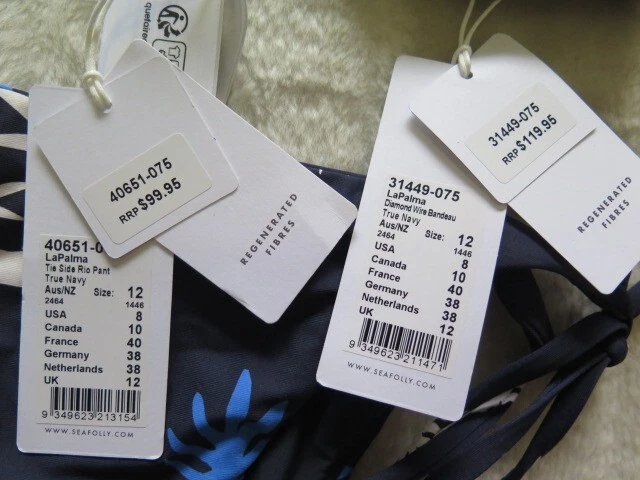 quefairede
40651-075
RRP $99.95
REGENERATED
FIBRES
40651-0
LaPalma
Tie Side Rio Pant
True Navy
Aus/NZ Size: 12
2464 1446
USA 8
Canada 10
France 40
Germany 38
Netherlands 38
UK 12
9 349623 213154
WWW.SEAFOLLY.COM
31449-075
RRP $119.95
REGENERATED
FIBRES
31449-075
LaPalma
Diamond Wire Bandeau
True Navy
Aus/NZ Size: 12
2464 1446
USA 8
Canada 10
France 40
Germany 38
Netherlands 38
UK 12
9 349623 211471
WWW.SEAFOLLY.COM